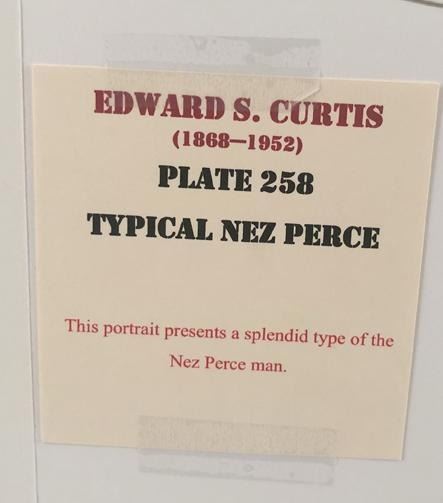 EDWARD S. CURTIS
(1868—1952)
PLATE 258
TYPICAL NEZ PERCE
This portrait presents a splendid type of the
Nez Perce man.